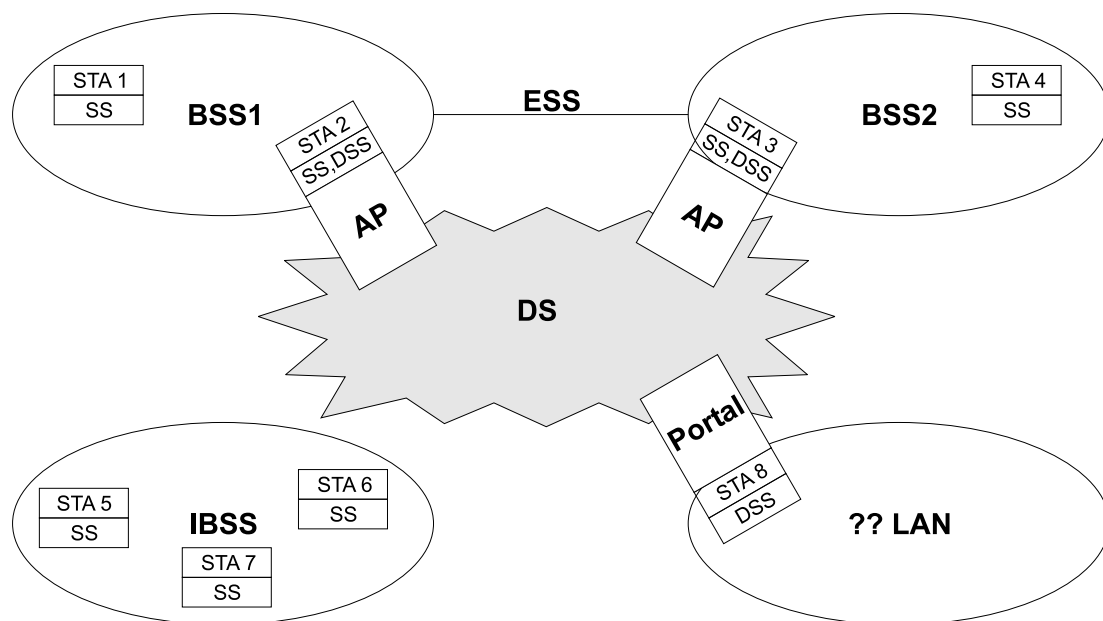 STA 1
SS
BSS1
STA 2
SS,DSS
AP
ESS
STA 3
SS,DSS
AP
BSS2
STA 4
SS
DS
Portal
STA 8
DSS
?? LAN
STA 5
SS
IBSS
STA 6
SS
STA 7
SS